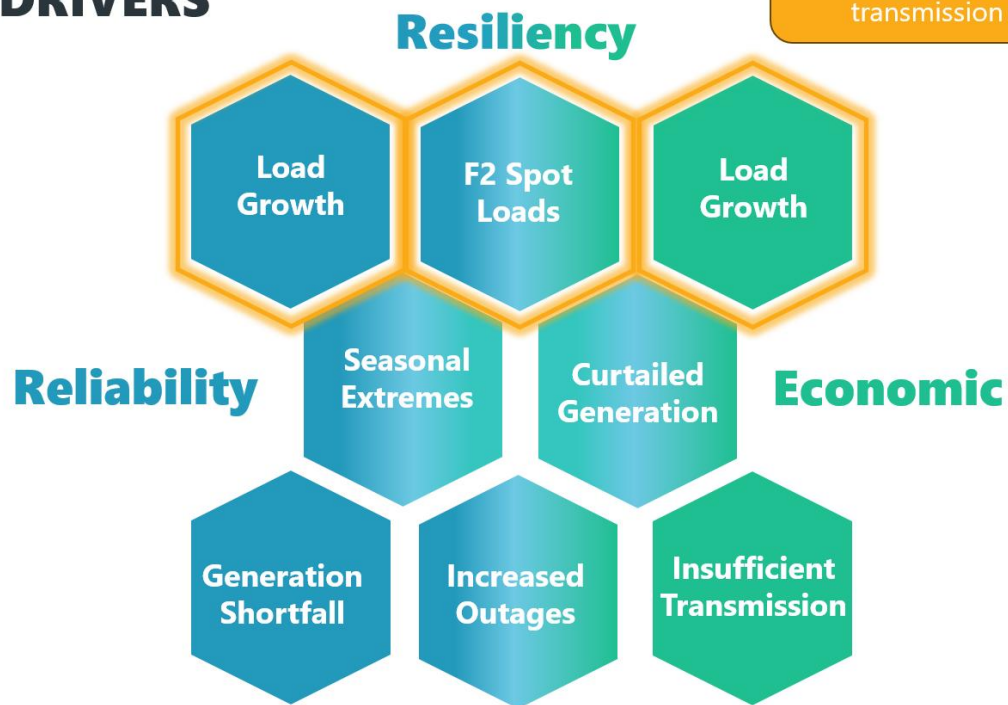 DRIVERS
transmission
Resiliency
Load
Growth
F2 Spot
Loads
Load
Growth
Reliability
Seasonal
Extremes
Curtailed
Generation
Economic
Generation
Shortfall
Increased
Outages
Insufficient
Transmission